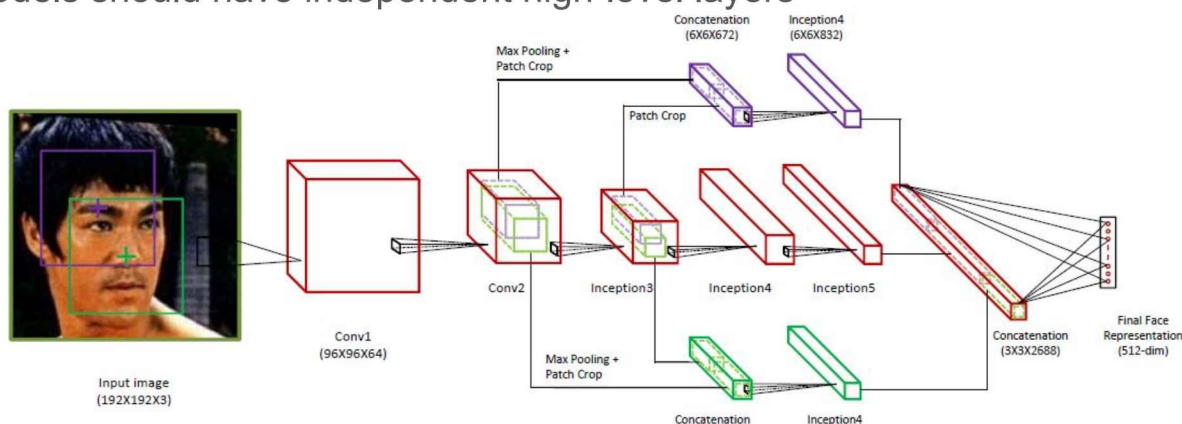 should have independent high-level layers
Concatenation
(6X6X672)
Inception4
(6X6X832)
Max Pooling +
Patch Crop
Patch Crop
Conv2
Inception3
Inception4
Inception5
Conv1
(96X96X64)
Input image
(192X192X3)
Max Pooling +
Patch Crop
Concatenation
Inception4
Concatenation
(3X3X2688)
Final Face
Representation
(512-dim)